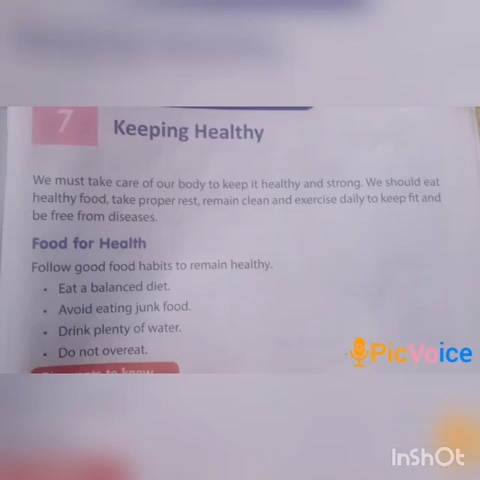 7
Keeping Healthy
We must take care of our body to keep it healthy and strong. We should eat
healthy food, take proper rest, remain clean and exercise daily to keep fit and
be free from diseases.
Food for Health
Follow good food habits to remain healthy.
• Eat a balanced diet.
• Avoid eating junk food.
• Drink plenty of water.
• Do not overeat.
to know
PicVoice
InShOt